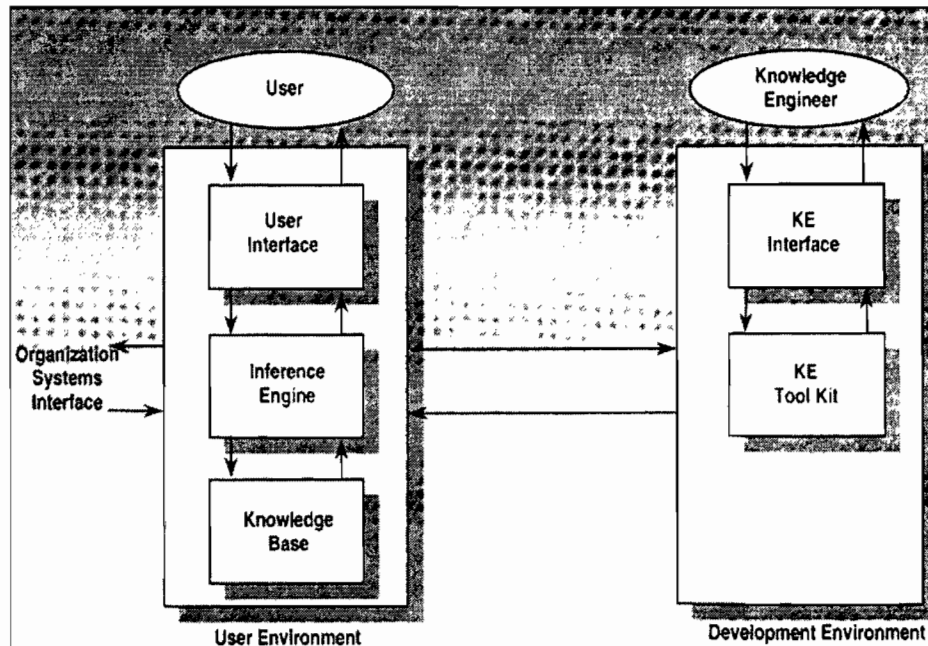 User
Knowledge
Engineer
User
Interface
KE
Interface
Organization
Systems
Interface
Inference
Engine
KE
Tool Kit
Knowledge
Base
User Environment
Development Environment